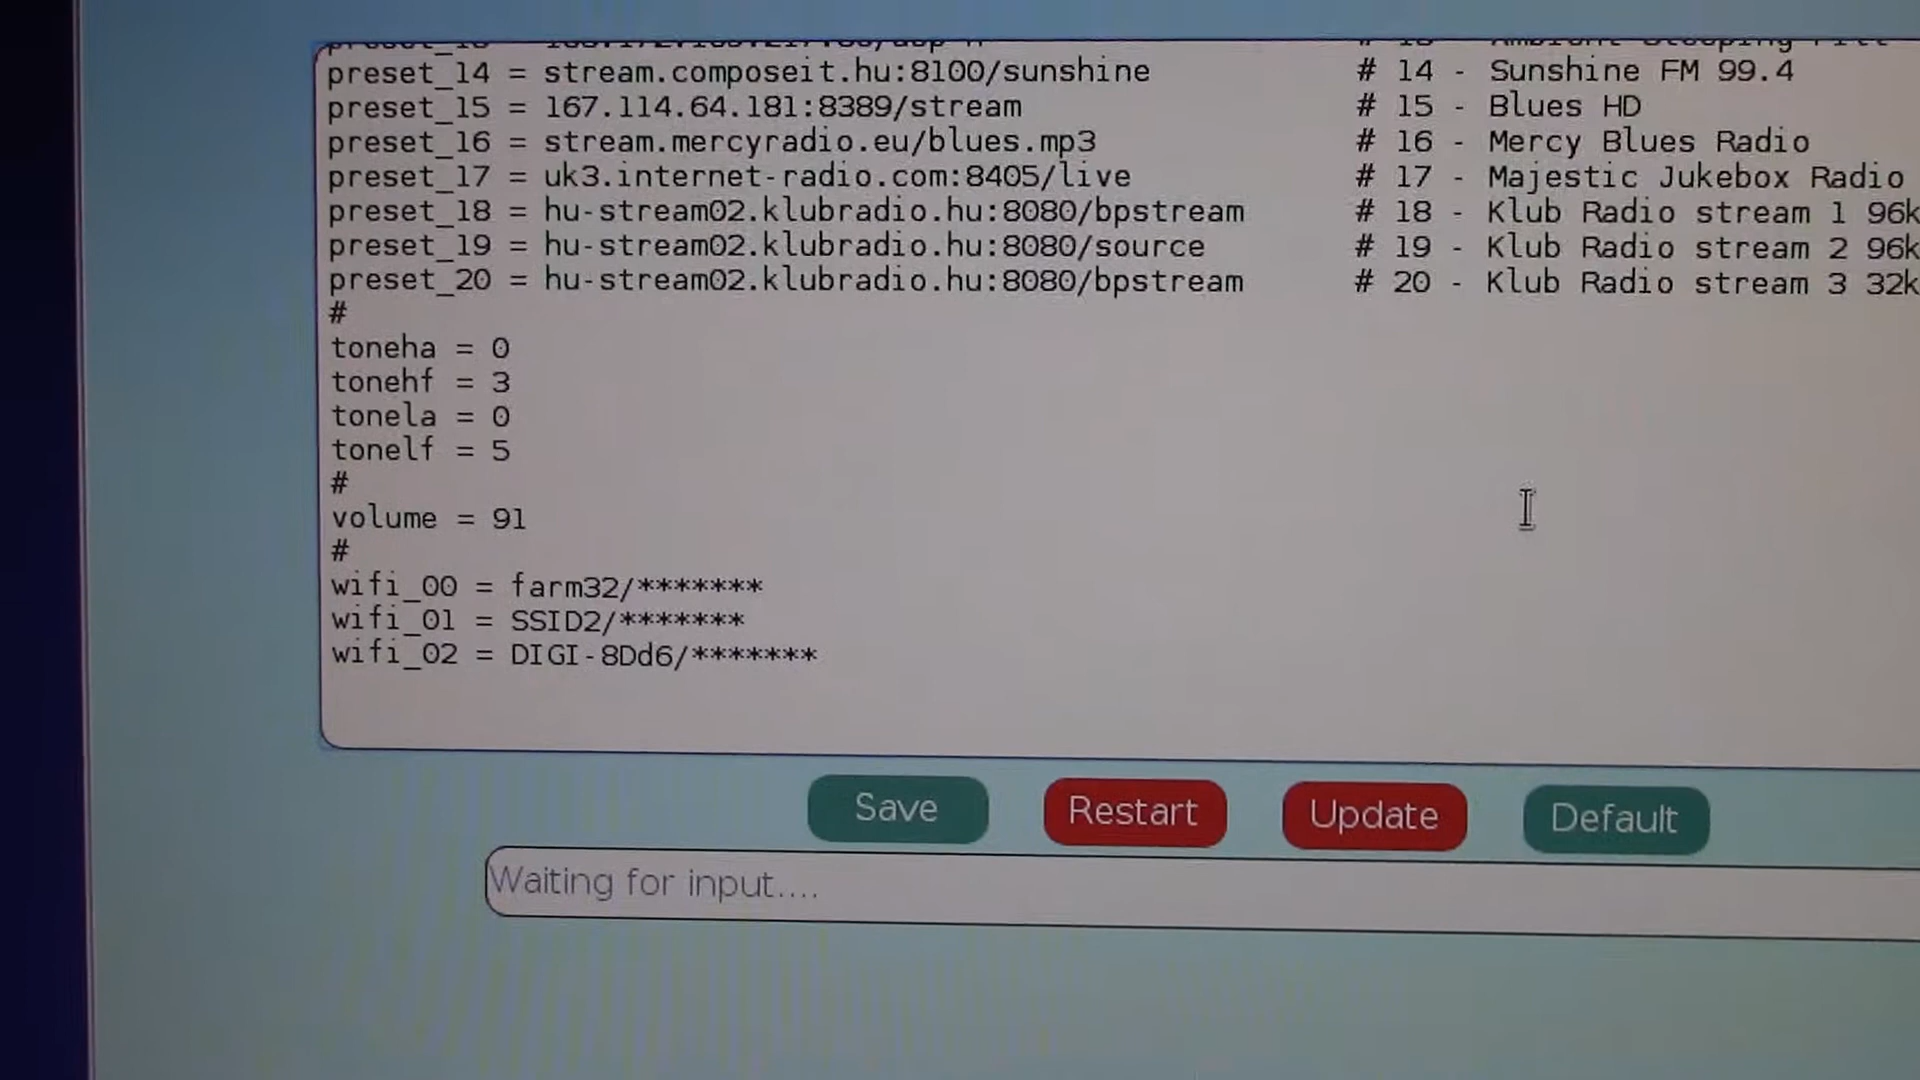 preset_14 = stream.composeit.hu:8100/sunshine # 14 - Sunshine FM 99.4
preset_15 = 167.114.64.181:8389/stream # 15 - Blues HD
preset_16 = stream.mercyradio.eu/blues.mp3 # 16 - Mercy Blues Radio
preset_17 = uk3.internet-radio.com:8405/live # 17 - Majestic Jukebox Radio
preset_18 = hu-stream02.klubradio.hu:8080/bpstream # 18 - Klub Radio stream 1 96k
preset_19 = hu-stream02.klubradio.hu:8080/source # 19 - Klub Radio stream 2 96k
preset_20 = hu-stream02.klubradio.hu:8080/bpstream # 20 - Klub Radio stream 3 32k
#
toneha = 0
tonehf = 3
tonela = 0
tonelf = 5
#
volume = 91
#
wifi_00 = farm32/*******
wifi_01 = SSID2/*******
wifi_02 = DIGI-8Dd6/*******
Save Restart Update Default
Waiting for input....